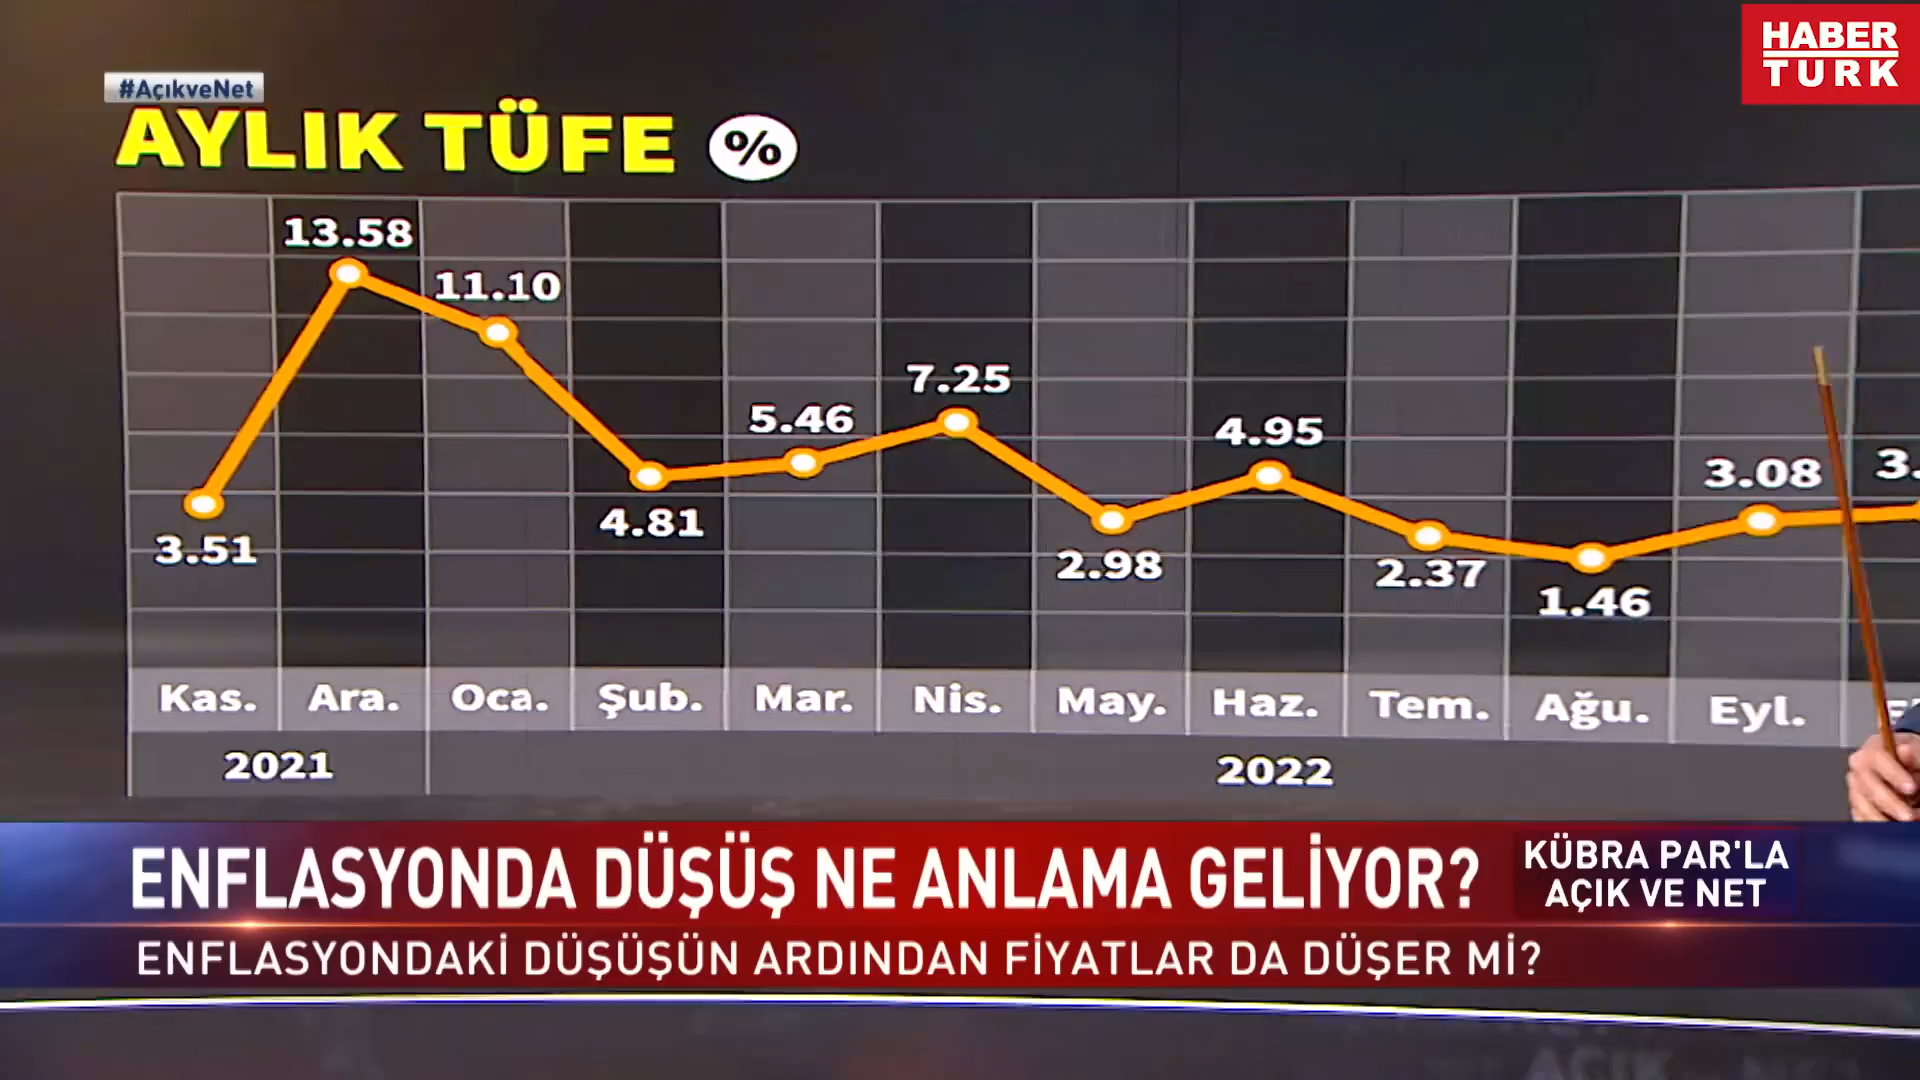 HABER
TURK
#AçıkveNet
AYLIK TÜFE %
13.58
11.10
7.25
5.46
4.95
3.08
3.51
4.81
2.98
2.37
1.46
Kas. Ara. Oca. Şub. Mar. Nis. May. Haz. Tem. Ağu. Eyl.
2021 2022
ENFLASYONDA DÜŞÜŞ NE ANLAMA GELİYOR?
KÜBRA PAR'LA
AÇIK VE NET
ENFLASYONDAKİ DÜŞÜŞÜN ARDINDAN FİYATLAR DA DÜŞER Mİ?